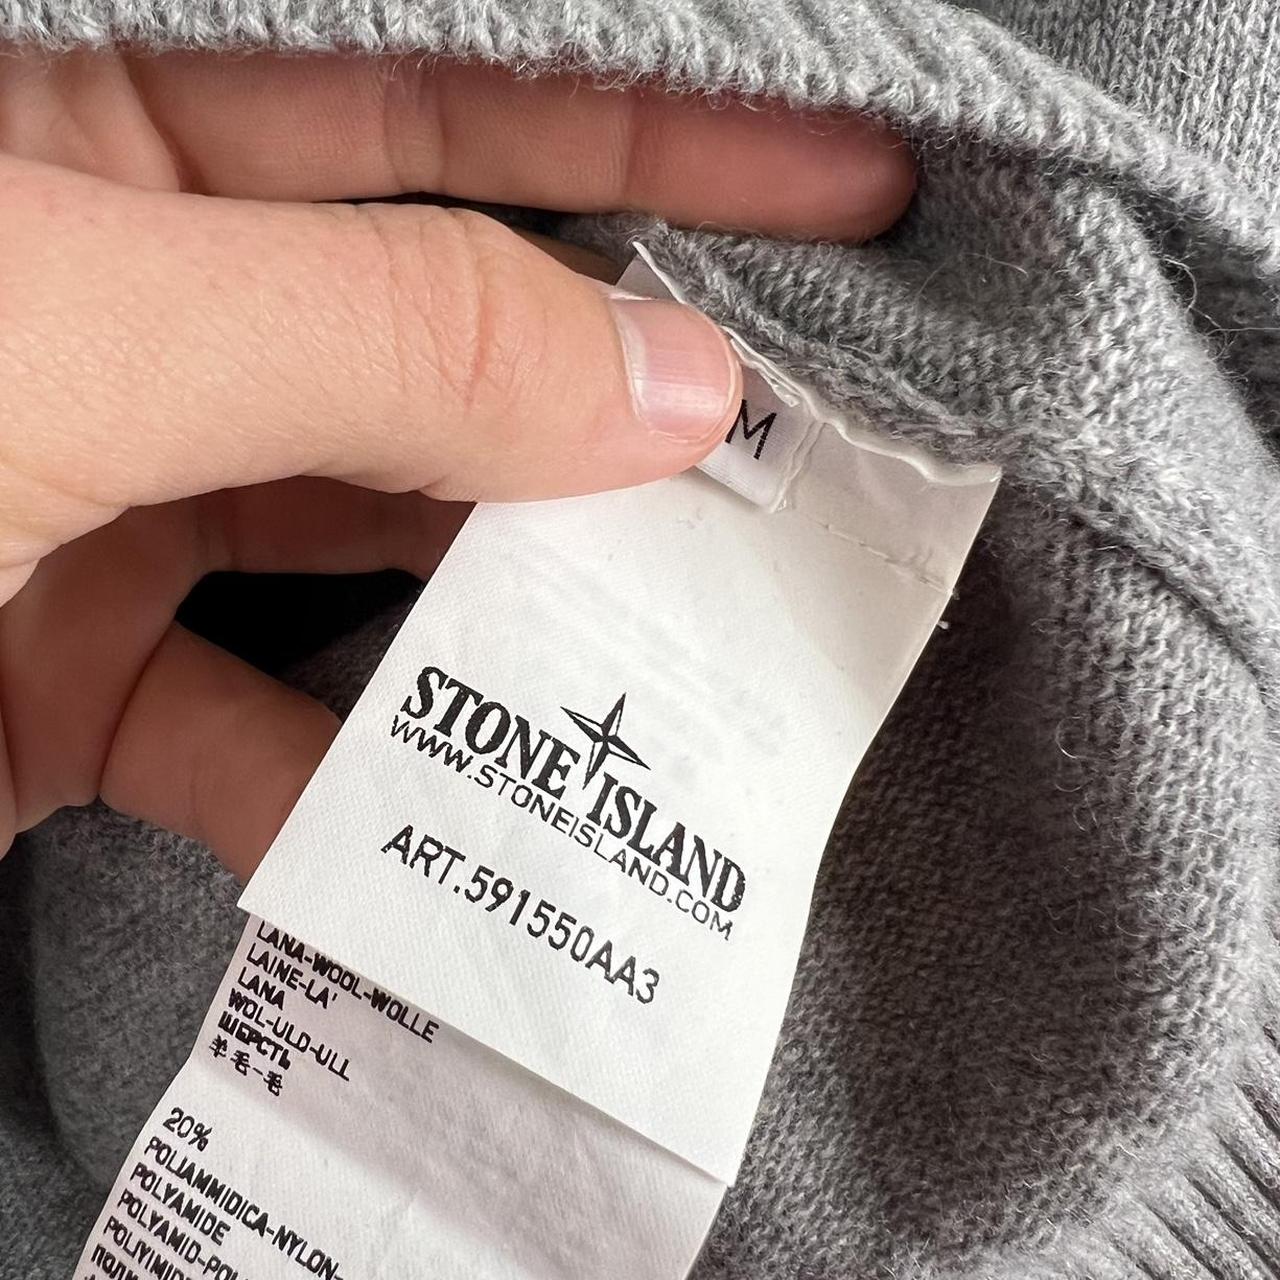 M
STONE ISLAND
WWW.STONEISLAND.COM
ART.591550AA3
LANA-WOOL-WOLLE
LAINE-LA'
LANA
WOL-ULD-ULL
ШЕРСТЬ
羊毛-毛
20%
POLIAMMIDICA-NYLON-
POLYAMIDE
POLYAMID-POLI